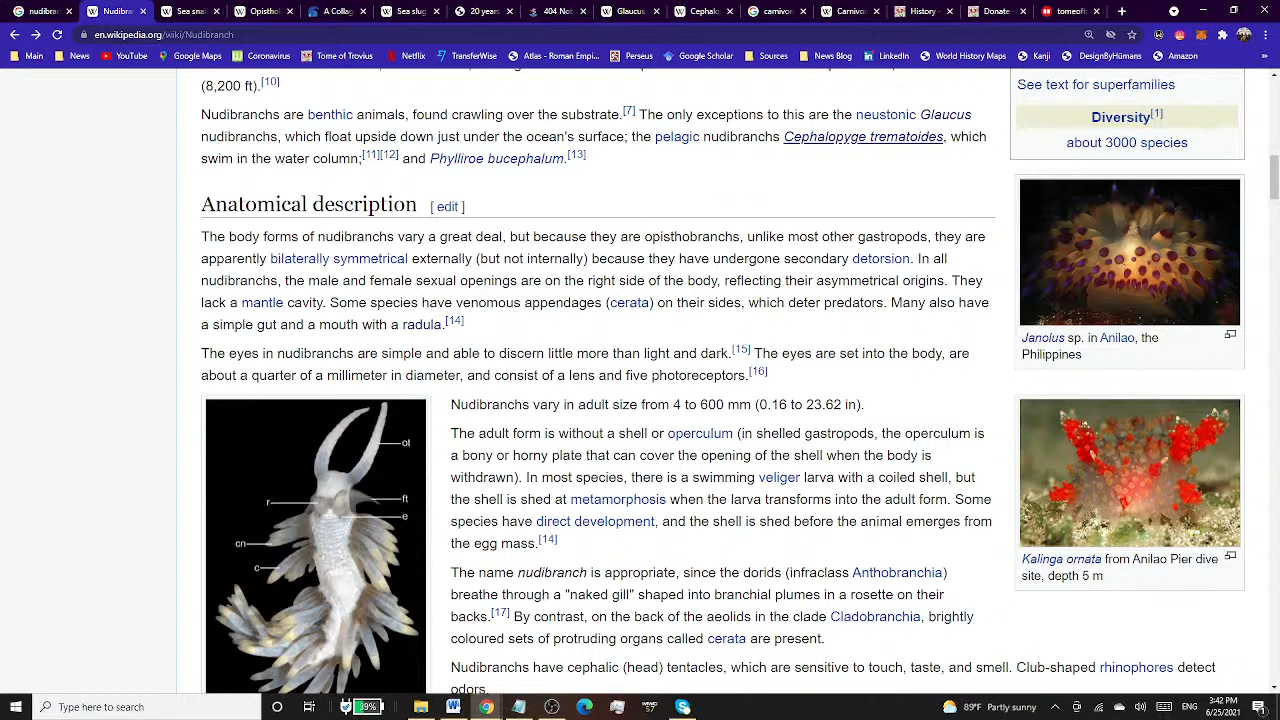 nudibran
Nudibran
Sea snail
Opisthol
A Collag
Sea slug
20 years
404 Not
Glaucus
Cephalo
carnivor
Carnivor
History –
Donate –
tomeofti
en.wikipedia.org/wiki/Nudibranch
Main
News
YouTube
Google Maps
Coronavirus
Tome of Trovius
Netflix
TransferWise
Atlas - Roman Empi...
Perseus
Google Scholar
Sources
News Blog
LinkedIn
World History Maps
Kanji
DesignByHumans
Amazon
(8,200 ft).[10]
Nudibranchs are benthic animals, found crawling over the substrate.[7] The only exceptions to this are the neustonic Glaucus
nudibranchs, which float upside down just under the ocean's surface; the pelagic nudibranchs Cephalopyge trematoides, which
swim in the water column;[11][12] and Phylliroe bucephalum.[13]
Anatomical description [ edit ]
The body forms of nudibranchs vary a great deal, but because they are opisthobranchs, unlike most other gastropods, they are
apparently bilaterally symmetrical externally (but not internally) because they have undergone secondary detorsion. In all
nudibranchs, the male and female sexual openings are on the right side of the body, reflecting their asymmetrical origins. They
lack a mantle cavity. Some species have venomous appendages (cerata) on their sides, which deter predators. Many also have
a simple gut and a mouth with a radula.[14]
The eyes in nudibranchs are simple and able to discern little more than light and dark.[15] The eyes are set into the body, are
about a quarter of a millimeter in diameter, and consist of a lens and five photoreceptors.[16]
Nudibranchs vary in adult size from 4 to 600 mm (0.16 to 23.62 in).
The adult form is without a shell or operculum (in shelled gastropods, the operculum is
a bony or horny plate that can cover the opening of the shell when the body is
withdrawn). In most species, there is a swimming veliger larva with a coiled shell, but
the shell is shed at metamorphosis when the larva transforms into the adult form. Some
species have direct development, and the shell is shed before the animal emerges from
the egg mass.[14]
The name nudibranch is appropriate, since the dorids (infraclass Anthobranchia)
breathe through a "naked gill" shaped into branchial plumes in a rosette on their
backs.[17] By contrast, on the back of the aeolids in the clade Cladobranchia, brightly
coloured sets of protruding organs called cerata are present.
Nudibranchs have cephalic (head) tentacles, which are sensitive to touch, taste, and smell. Club-shaped rhinophores detect
odors.
ot
r
ft
e
cn
c
See text for superfamilies
Diversity[1]
about 3000 species
Janolus sp. in Anilao, the
Philippines
Kalinga ornata from Anilao Pier dive
site, depth 5 m
Type here to search
39%
89°F Partly sunny
ENG
3:42 PM
6/25/2021